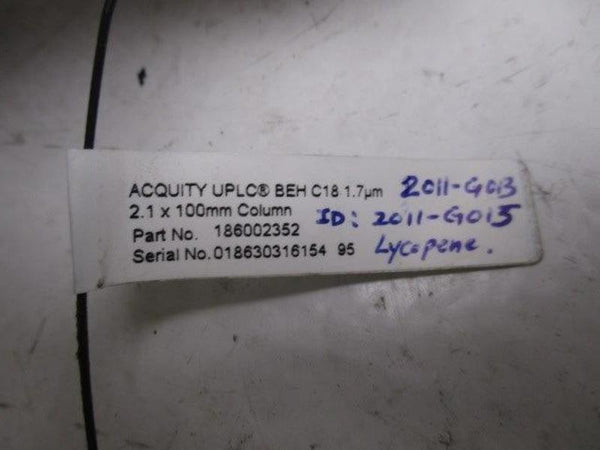 ACQUITY UPLC® BEH C18 1.7µm 2011-G013
2.1 x 100mm Column ID: 2011-G015
Part No. 186002352
Serial No. 018630316154 95 Lycopene.